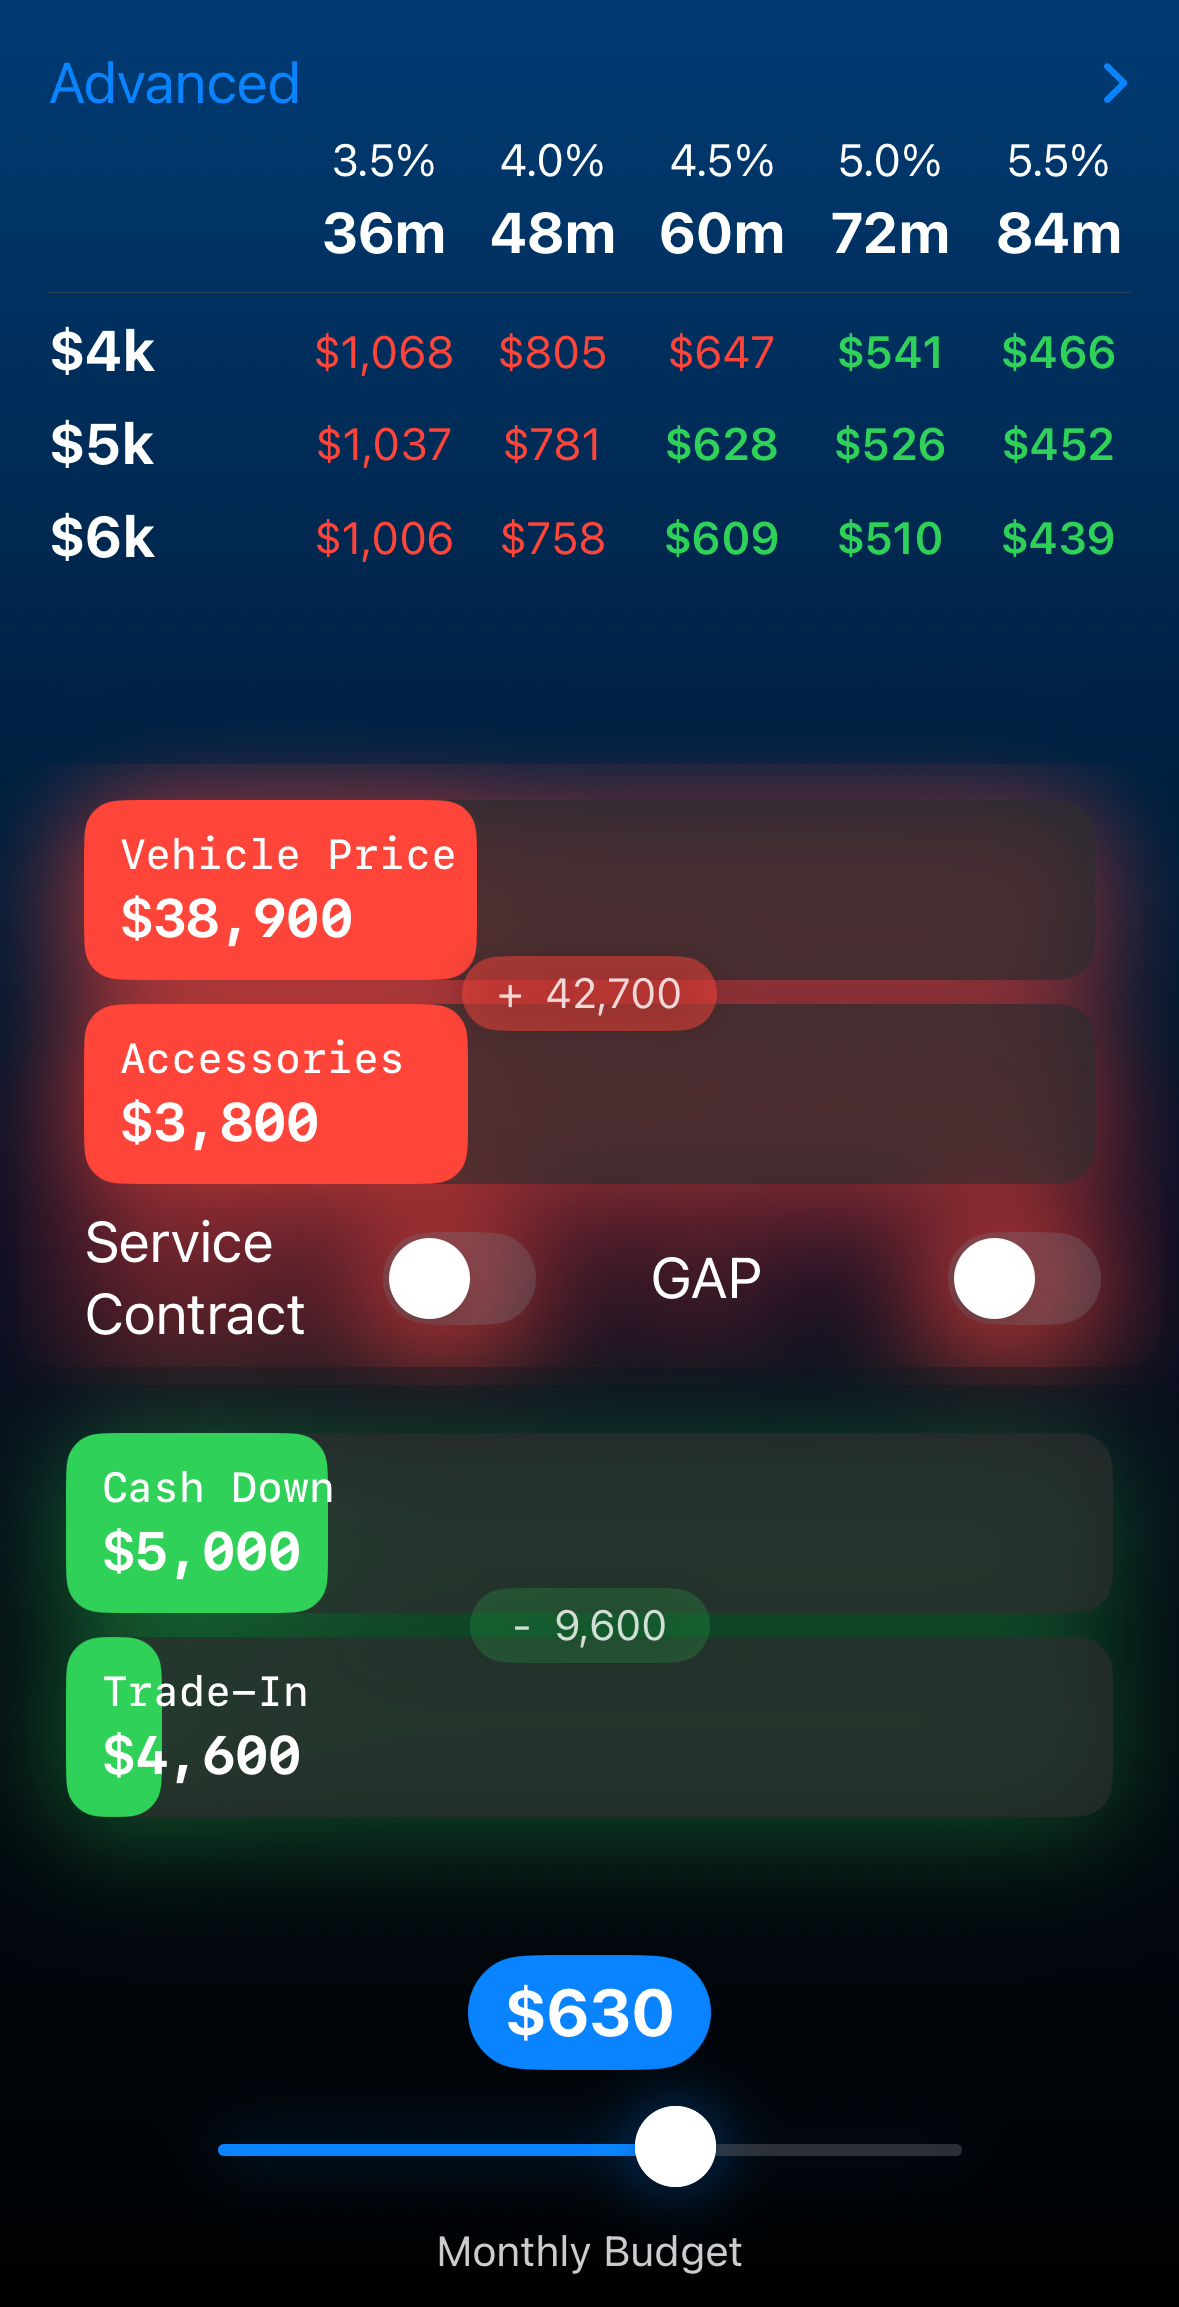 Advanced
3.5% 4.0% 4.5% 5.0% 5.5%
36m 48m 60m 72m 84m
$4k $1,068 $805 $647 $541 $466
$5k $1,037 $781 $628 $526 $452
$6k $1,006 $758 $609 $510 $439
Vehicle Price
$38,900
+ 42,700
Accessories
$3,800
Service
Contract
GAP
Cash Down
$5,000
- 9,600
Trade-In
$4,600
$630
Monthly Budget